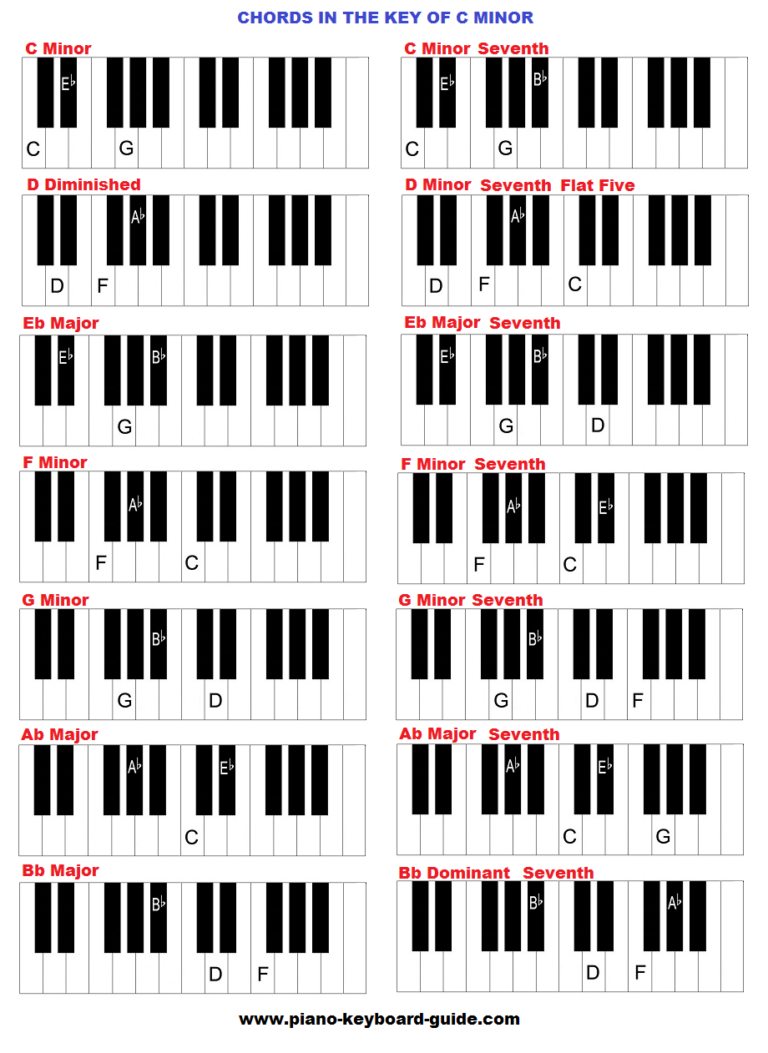 CHORDS IN THE KEY OF C MINOR
C Minor
E♭
C G
C Minor Seventh
E♭ B♭
C G
D Diminished
A♭
D F
D Minor Seventh Flat Five
A♭
D F C
Eb Major
E♭ B♭
G
Eb Major Seventh
E♭ B♭
G D
F Minor
A♭
F C
F Minor Seventh
A♭ E♭
F C
G Minor
B♭
G D
G Minor Seventh
B♭
G D F
Ab Major
A♭ E♭
C
Ab Major Seventh
A♭ E♭
C G
Bb Major
B♭
D F
Bb Dominant Seventh
B♭ A♭
D F
www.piano-keyboard-guide.com